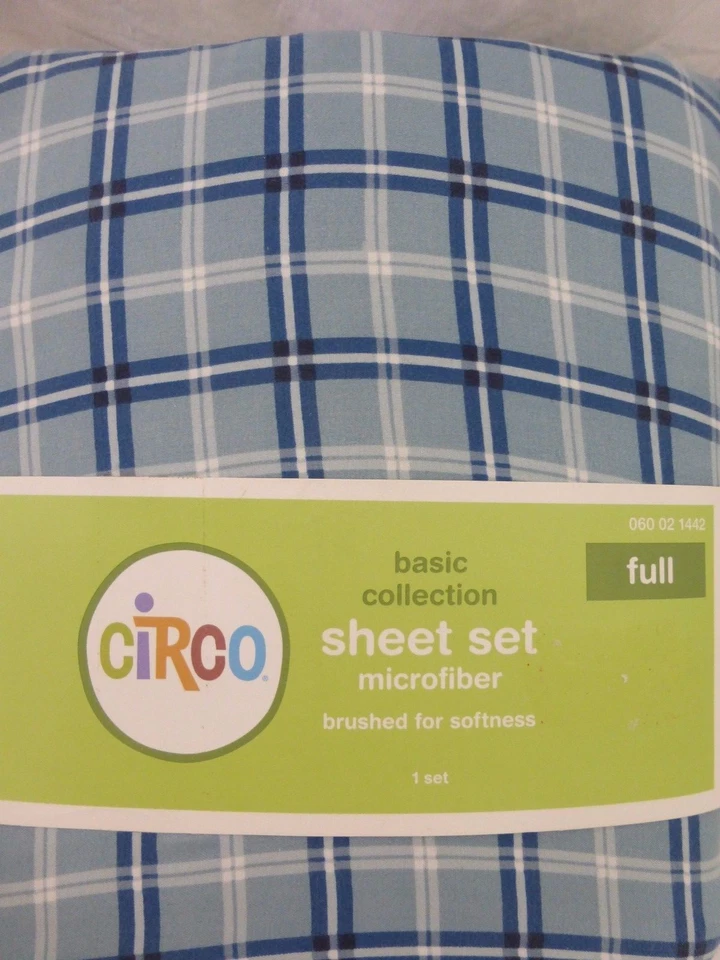 060 02 1442
full
basic
collection
ciRco
sheet set
microfiber
brushed for softness
1 set